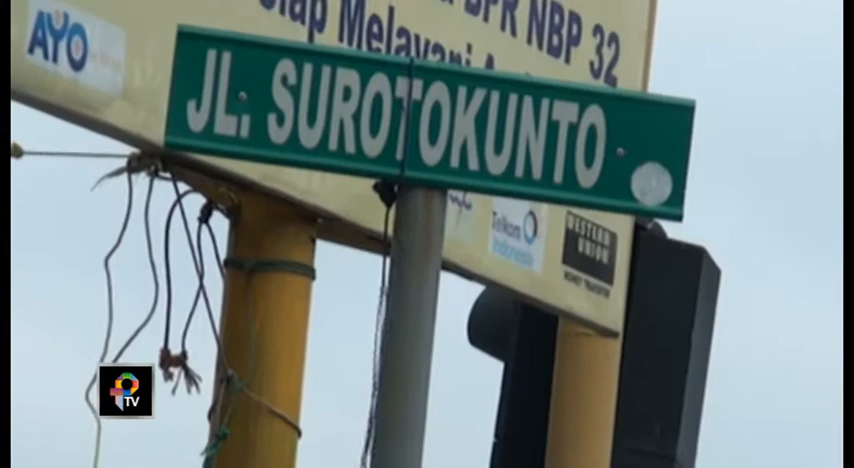 BPR NBP 32
Siap Melayani
AYO
JL. SUROTOKUNTO
Telkom
Indonesia
WESTERN
UNION
MONEY TRANSFER
TV